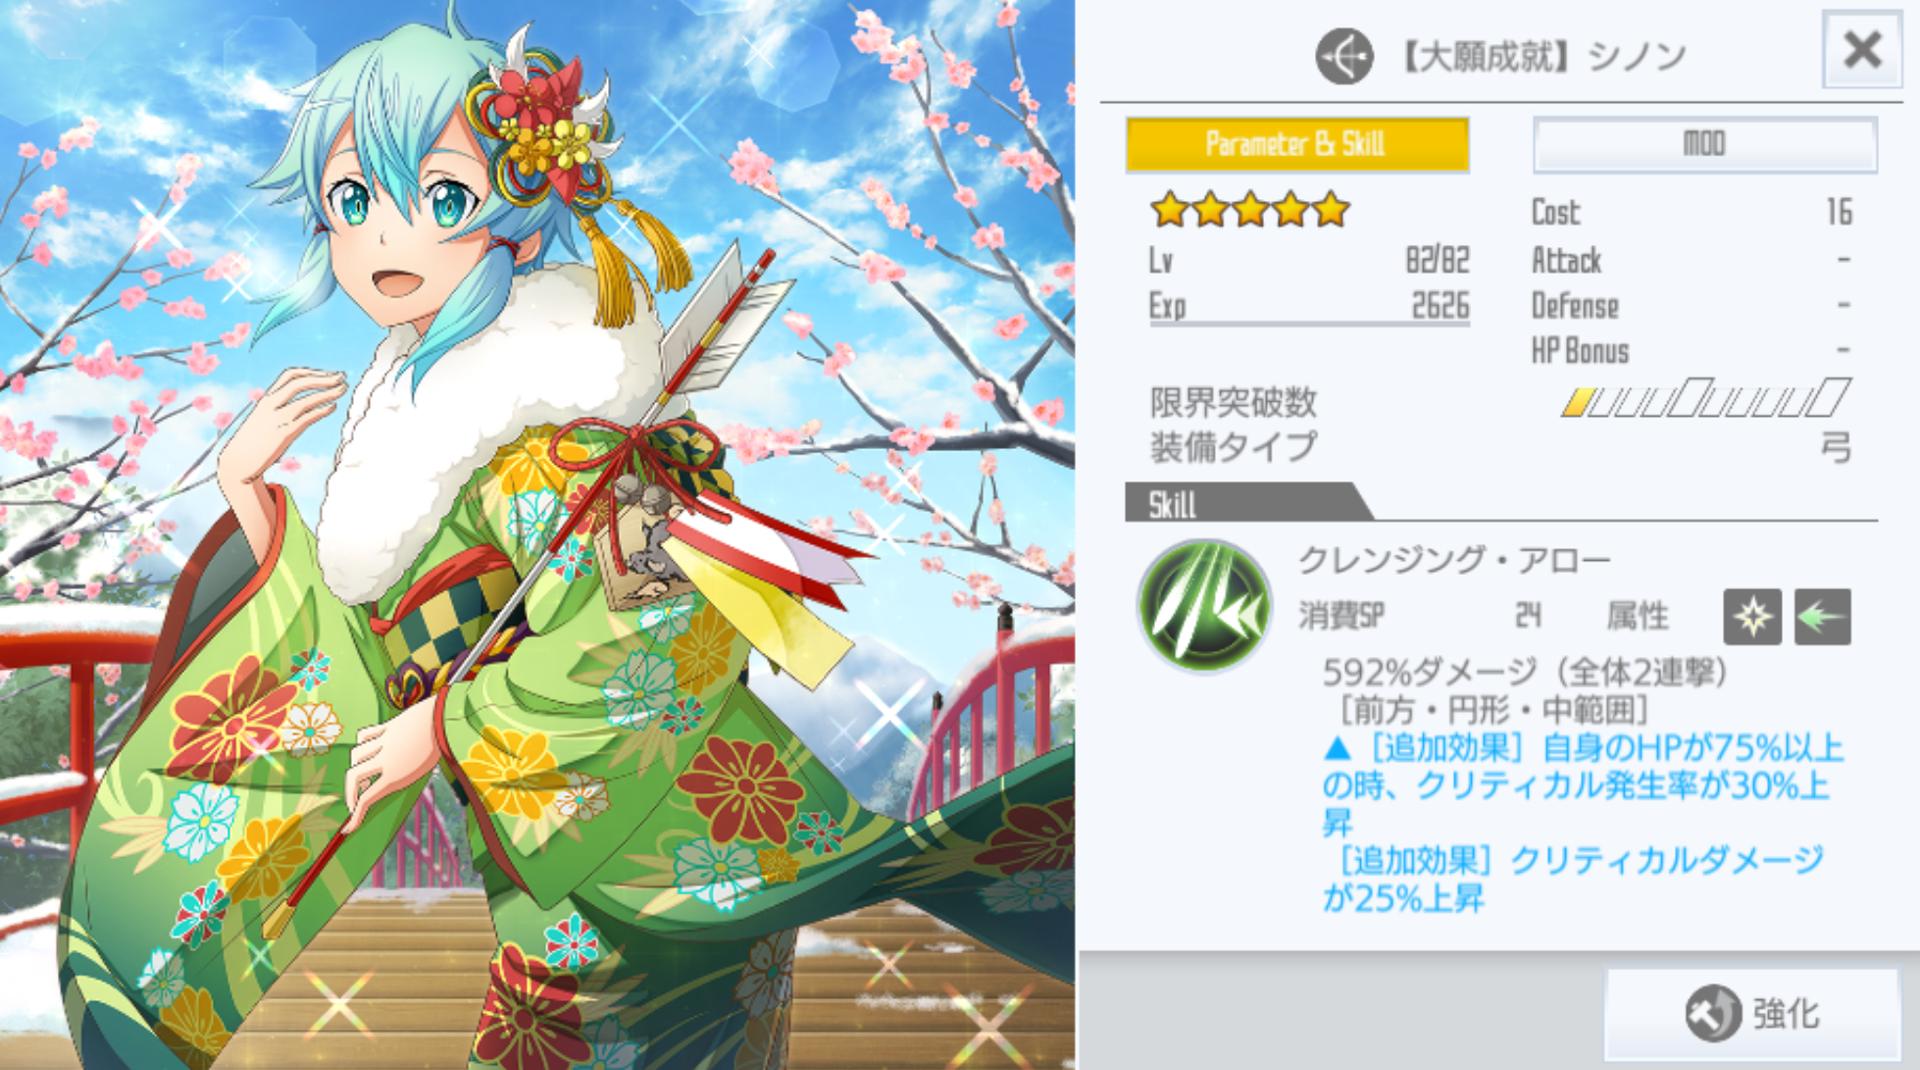 【大願成就】シノン
Parameter & Skill
MOD
Cost 16
Lv 82/82
Attack -
Exp 2626
Defense -
HP Bonus -
限界突破数
装備タイプ 弓
Skill
クレンジング・アロー
消費SP 24 属性
592%ダメージ（全体2連撃）
［前方・円形・中範囲］
▲［追加効果］自身のHPが75%以上
の時、クリティカル発生率が30%上
昇
［追加効果］クリティカルダメージ
が25%上昇
強化